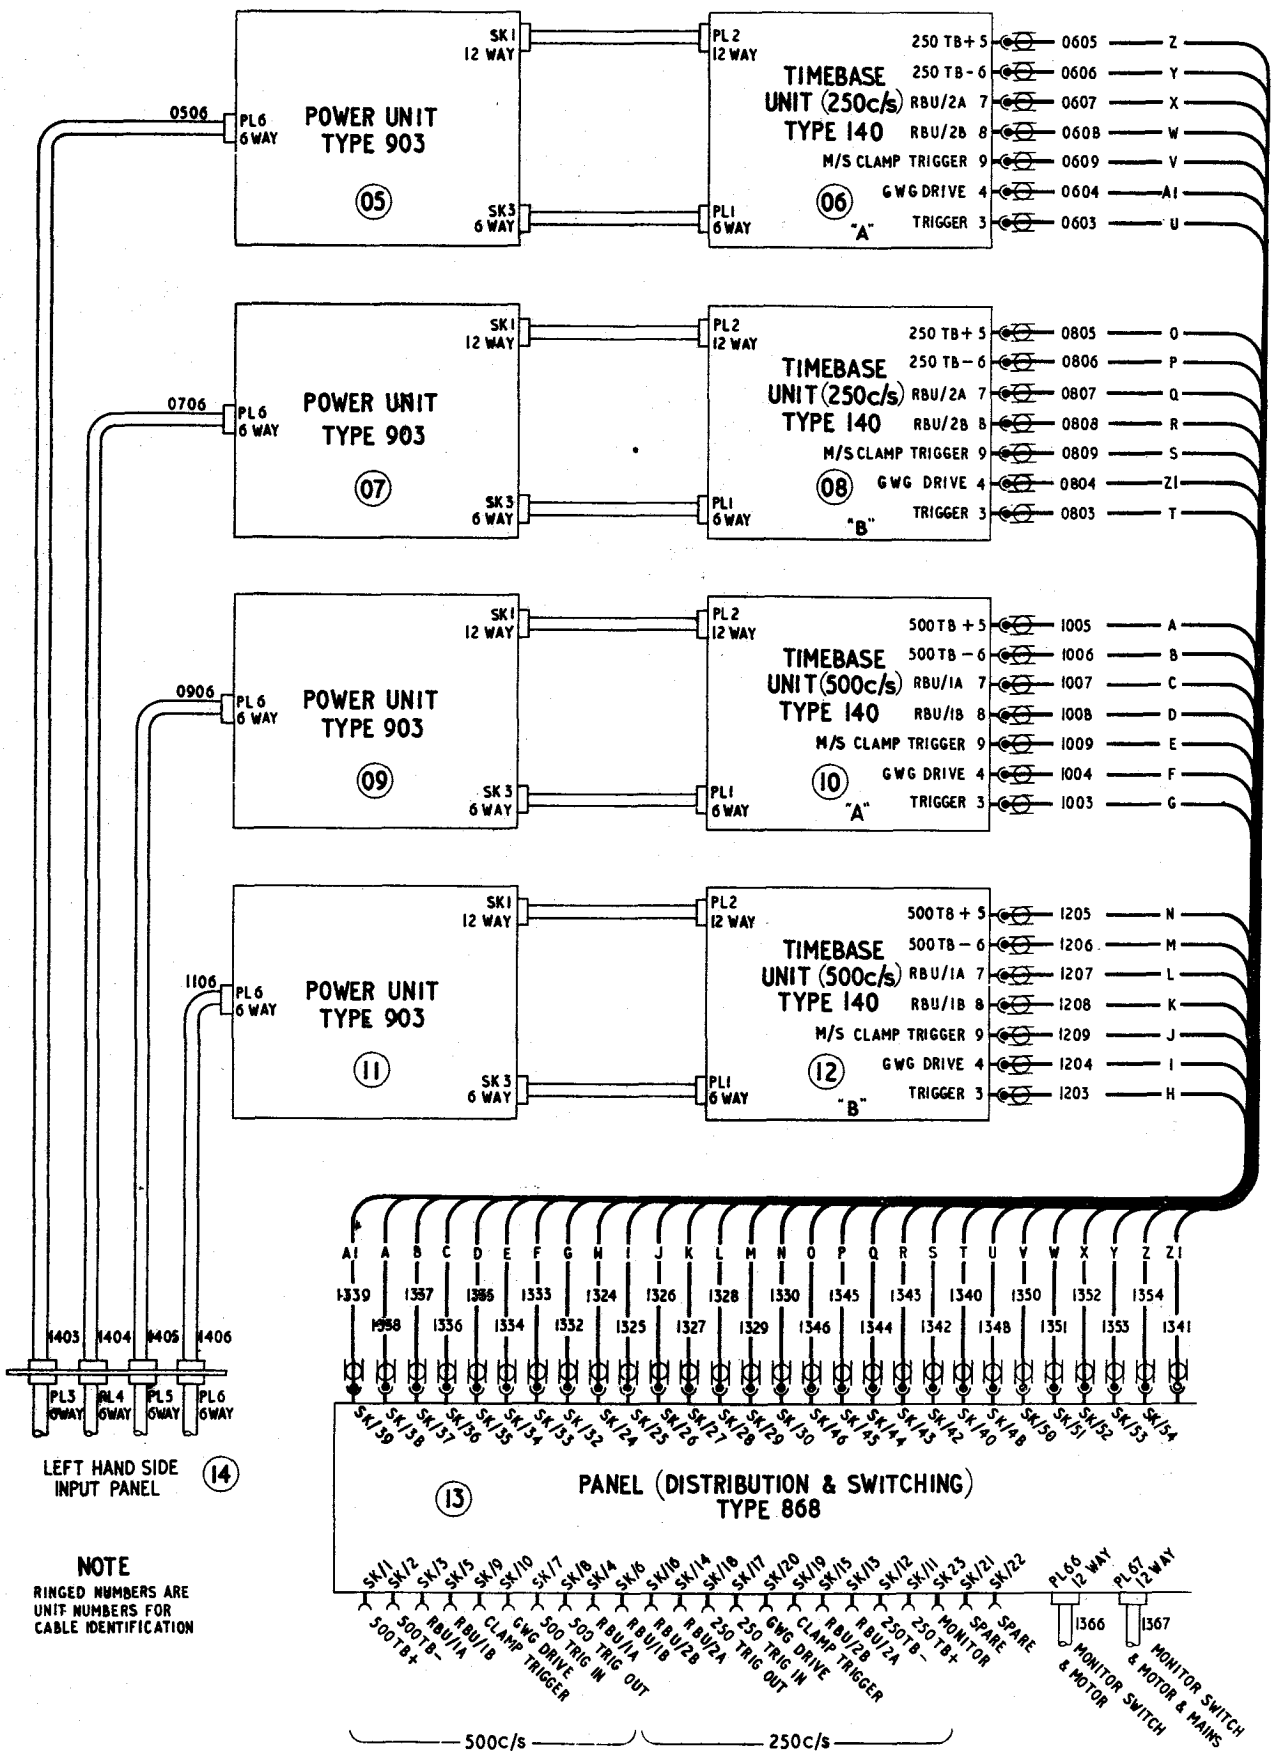 SK1
12 WAY
PL2
12 WAY
250 TB+ 5 0605 Z
250 TB- 6 0606 Y
TIMEBASE
UNIT (250c/s)
TYPE 140
RBU/2A 7 0607 X
RBU/2B 8 060B W
M/S CLAMP TRIGGER 9 0609 V
GWG DRIVE 4 0604 A1
TRIGGER 3 0603 U
0506
PL6
6 WAY
POWER UNIT
TYPE 903
05
06
"A"
SK3
6 WAY
PL1
6 WAY
SK1
12 WAY
PL2
12 WAY
250 TB+ 5 0805 O
250 TB- 6 0806 P
TIMEBASE
UNIT (250c/s)
TYPE 140
RBU/2A 7 0807 Q
RBU/2B 8 0808 R
M/S CLAMP TRIGGER 9 0809 S
GWG DRIVE 4 0804 Z1
TRIGGER 3 0803 T
0706
PL6
6 WAY
POWER UNIT
TYPE 903
07
08
"B"
SK3
6 WAY
PL1
6 WAY
SK1
12 WAY
PL2
12 WAY
500TB + 5 1005 A
500TB - 6 1006 B
TIMEBASE
UNIT (500c/s)
TYPE 140
RBU/1A 7 1007 C
RBU/1B 8 100B D
M/S CLAMP TRIGGER 9 1009 E
GWG DRIVE 4 1004 F
TRIGGER 3 1003 G
0906
PL6
6 WAY
POWER UNIT
TYPE 903
09
10
"A"
SK3
6 WAY
PL1
6 WAY
SK1
12 WAY
PL2
12 WAY
500TB + 5 1205 N
500TB - 6 1206 M
TIMEBASE
UNIT (500c/s)
TYPE 140
RBU/1A 7 1207 L
RBU/1B 8 1208 K
M/S CLAMP TRIGGER 9 1209 J
GWG DRIVE 4 1204 I
TRIGGER 3 1203 H
1106
PL6
6 WAY
POWER UNIT
TYPE 903
11
12
"B"
SK3
6 WAY
PL1
6 WAY
A1 A B C D E F G H I J K L M N O P Q R S T U V W X Y Z Z1
1339 1337 1335 1333 1324 1326 1328 1330 1345 1343 1340 1350 1352 1354
1338 1336 1334 1332 1325 1327 1329 1346 1344 1342 134B 1351 1353 1341
1403 1404 1405 1406
PL3 PL4 PL5 PL6
6WAY 6WAY 6WAY 6WAY
SK/39 SK/38 SK/37 SK/36 SK/35 SK/34 SK/33 SK/32 SK/24 SK/25 SK/26 SK/27 SK/28 SK/29 SK/30 SK/46 SK/45 SK/44 SK/43 SK/42 SK/40 SK/4B SK/50 SK/51 SK/52 SK/53 SK/54
LEFT HAND SIDE
INPUT PANEL
14
13
PANEL (DISTRIBUTION & SWITCHING)
TYPE 868
NOTE
RINGED NUMBERS ARE
UNIT NUMBERS FOR
CABLE IDENTIFICATION
SK/1 SK/2 SK/3 SK/5 SK/9 SK/10 SK/7 SK/8 SK/4 SK/6 SK/16 SK/14 SK/18 SK/17 SK/20 SK/19 SK/15 SK/13 SK/12 SK/11 SK23 SK/21 SK/22
PL66
12 WAY
PL67
12 WAY
1366
1367
500TB+
500TB-
RBU/1A
RBU/1B
CLAMP TRIGGER
GWG DRIVE
500 TRIG IN
500 TRIG OUT
RBU/1A
RBU/1B
RBU/2B
RBU/2A
250 TRIG OUT
250 TRIG IN
GWG DRIVE
CLAMP TRIGGER
RBU/2B
RBU/2A
250TB-
250TB+
MONITOR
SPARE
SPARE
MONITOR SWITCH
& MOTOR
MONITOR SWITCH
& MOTOR & MAINS
500C/s
250C/s